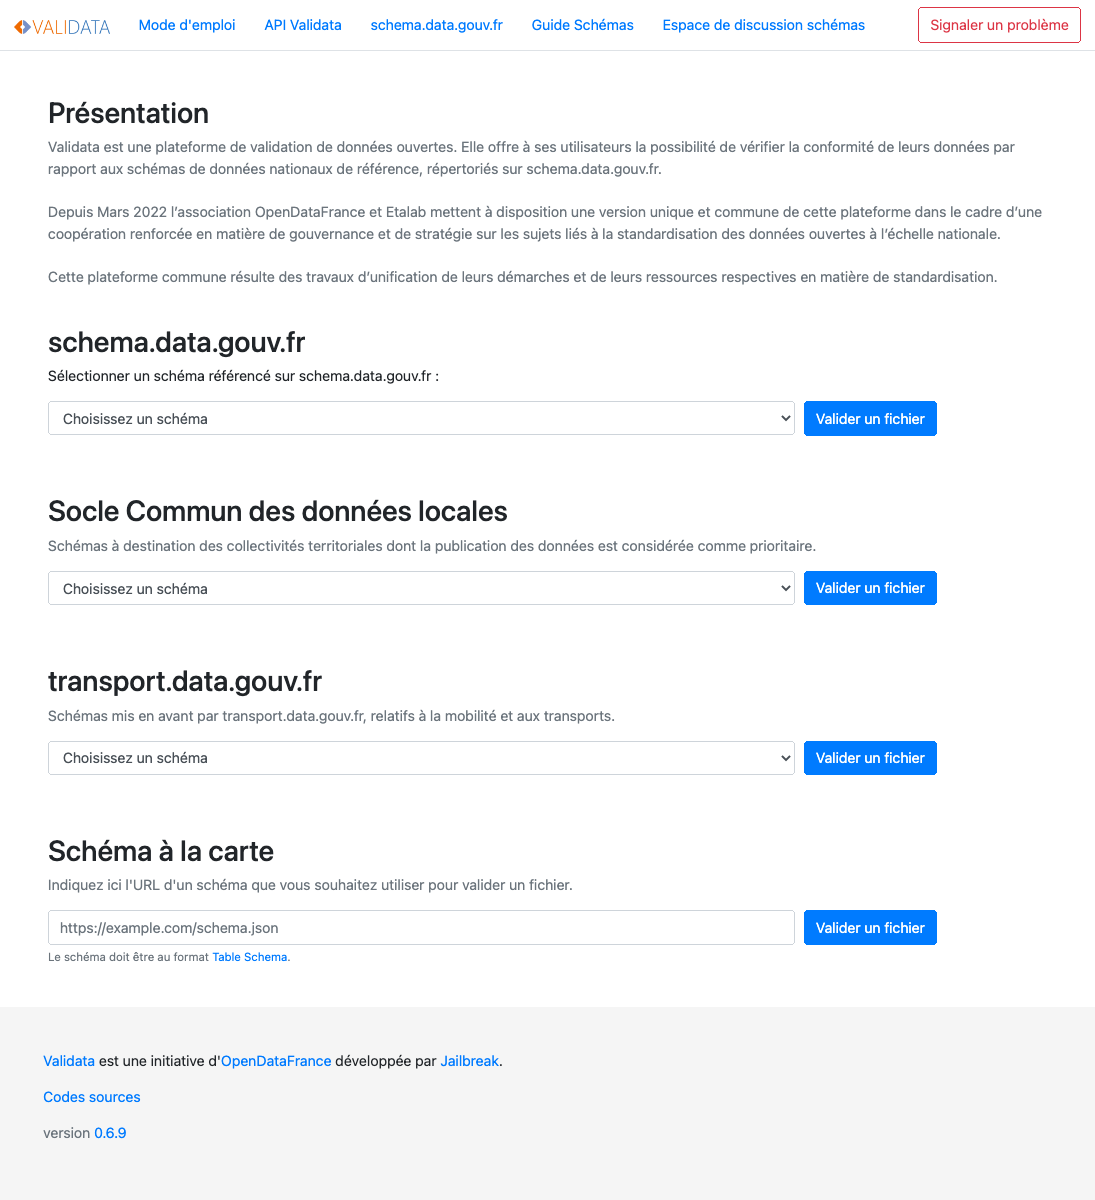 VALIDATA
Mode d'emploi
API Validata
schema.data.gouv.fr
Guide Schémas
Espace de discussion schémas
Signaler un problème
Présentation
Validata est une plateforme de validation de données ouvertes. Elle offre à ses utilisateurs la possibilité de vérifier la conformité de leurs données par
rapport aux schémas de données nationaux de référence, répertoriés sur schema.data.gouv.fr.
Depuis Mars 2022 l’association OpenDataFrance et Etalab mettent à disposition une version unique et commune de cette plateforme dans le cadre d’une
coopération renforcée en matière de gouvernance et de stratégie sur les sujets liés à la standardisation des données ouvertes à l’échelle nationale.
Cette plateforme commune résulte des travaux d’unification de leurs démarches et de leurs ressources respectives en matière de standardisation.
schema.data.gouv.fr
Sélectionner un schéma référencé sur schema.data.gouv.fr :
Choisissez un schéma
Valider un fichier
Socle Commun des données locales
Schémas à destination des collectivités territoriales dont la publication des données est considérée comme prioritaire.
Choisissez un schéma
Valider un fichier
transport.data.gouv.fr
Schémas mis en avant par transport.data.gouv.fr, relatifs à la mobilité et aux transports.
Choisissez un schéma
Valider un fichier
Schéma à la carte
Indiquez ici l'URL d'un schéma que vous souhaitez utiliser pour valider un fichier.
https://example.com/schema.json
Valider un fichier
Le schéma doit être au format Table Schema.
Validata est une initiative d'OpenDataFrance développée par Jailbreak.
Codes sources
version 0.6.9